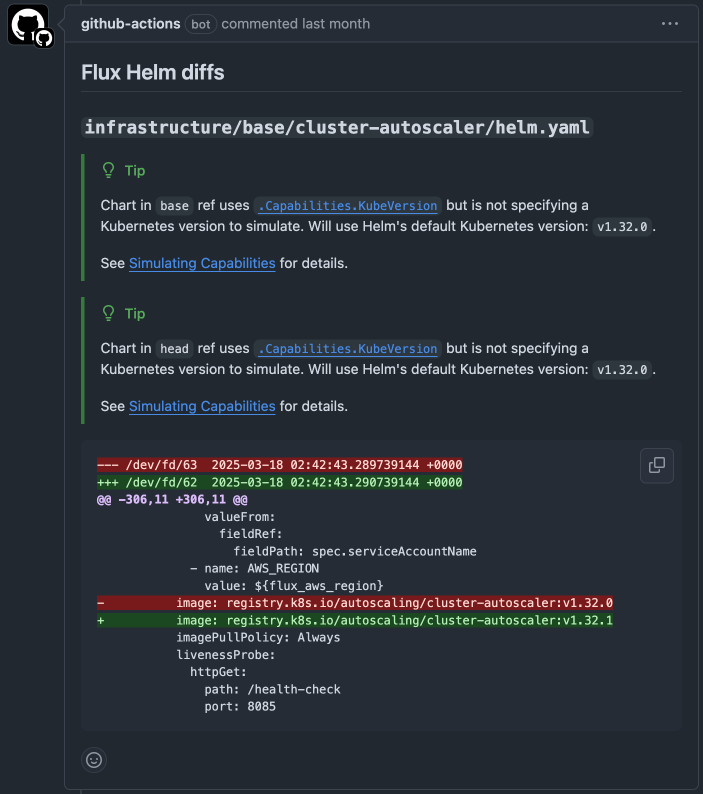 github-actions bot commented last month
Flux Helm diffs
infrastructure/base/cluster-autoscaler/helm.yaml
Tip
Chart in base ref uses .Capabilities.KubeVersion but is not specifying a
Kubernetes version to simulate. Will use Helm's default Kubernetes version: v1.32.0 .
See Simulating Capabilities for details.
Tip
Chart in head ref uses .Capabilities.KubeVersion but is not specifying a
Kubernetes version to simulate. Will use Helm's default Kubernetes version: v1.32.0 .
See Simulating Capabilities for details.
--- /dev/fd/63  2025-03-18 02:42:43.289739144 +0000
+++ /dev/fd/62  2025-03-18 02:42:43.290739144 +0000
@@ -306,11 +306,11 @@
               valueFrom:
                 fieldRef:
                   fieldPath: spec.serviceAccountName
             - name: AWS_REGION
               value: ${flux_aws_region}
-          image: registry.k8s.io/autoscaling/cluster-autoscaler:v1.32.0
+          image: registry.k8s.io/autoscaling/cluster-autoscaler:v1.32.1
           imagePullPolicy: Always
           livenessProbe:
             httpGet:
               path: /health-check
               port: 8085